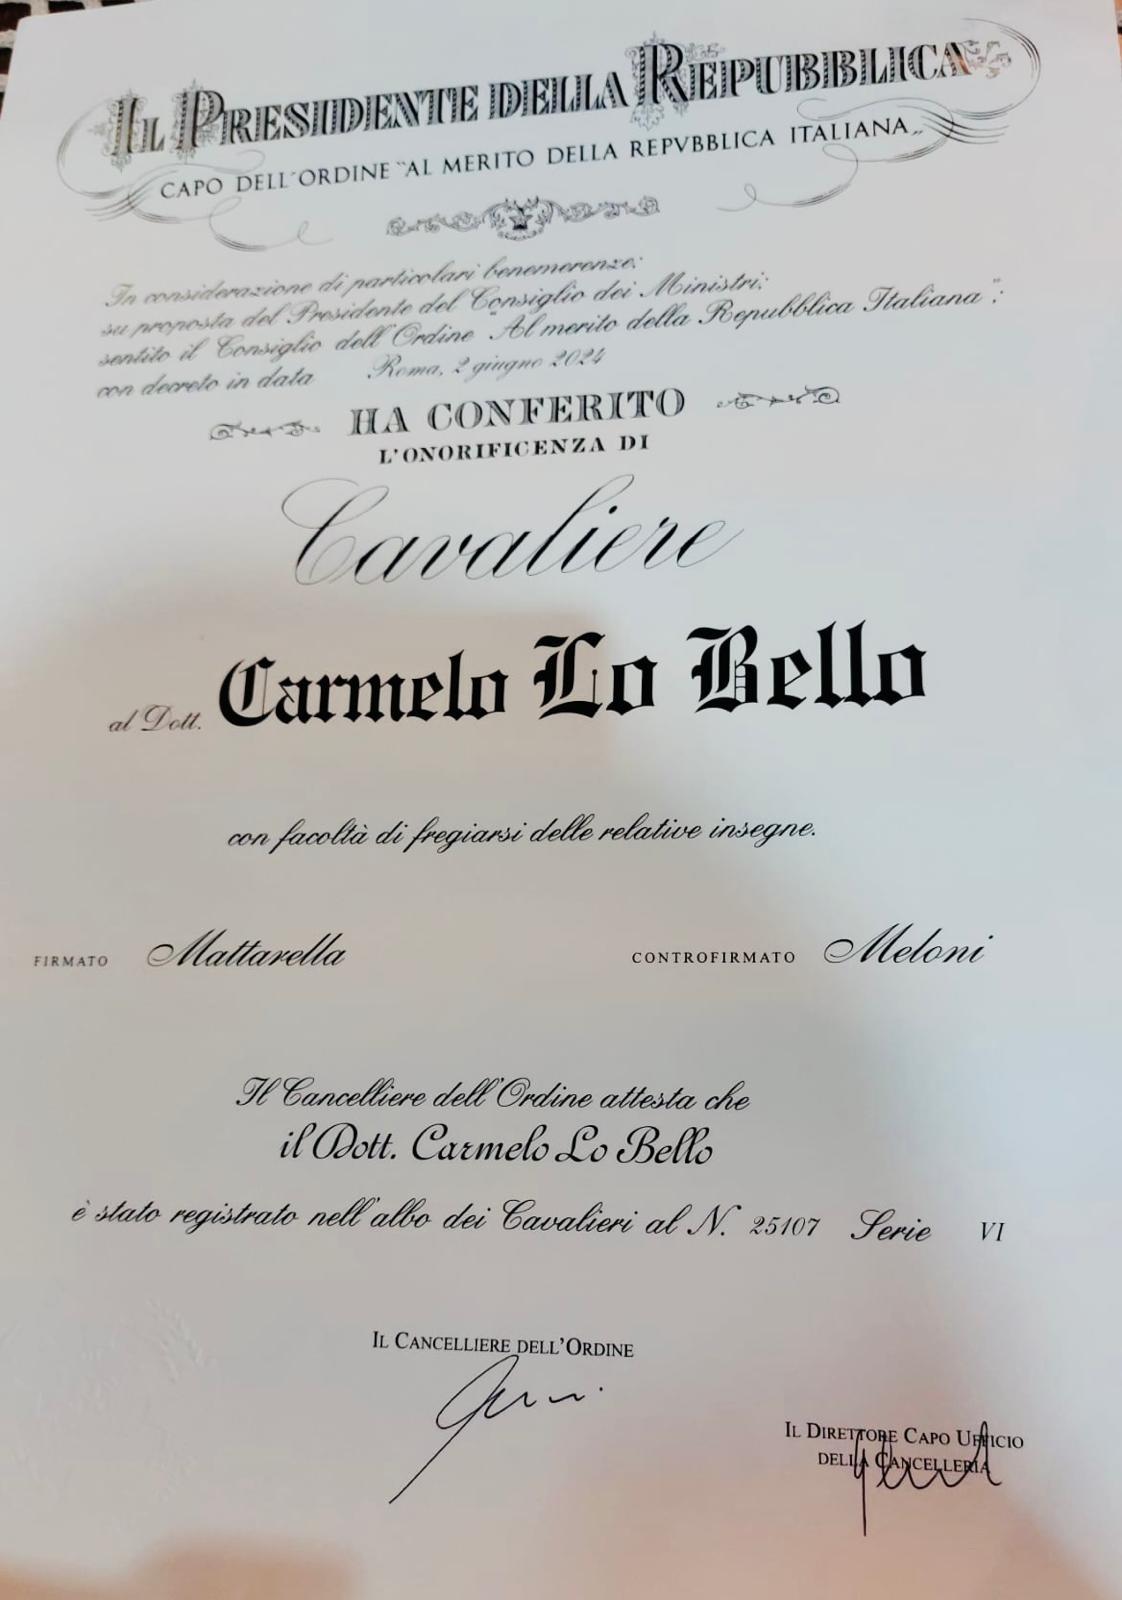 IL PRESIDENTE DELLA REPUBBLICA
CAPO DELL'ORDINE "AL MERITO DELLA REPVBBLICA ITALIANA"
In considerazione di particolari benemerenze;
su proposta del Presidente del Consiglio dei Ministri;
sentito il Consiglio dell'Ordine "Al merito della Repubblica Italiana";
con decreto in data Roma, 2 giugno 2024
HA CONFERITO
L'ONORIFICENZA DI
Cavaliere
al Dott. Carmelo Lo Bello
con facoltà di fregiarsi delle relative insegne.
FIRMATO Mattarella CONTROFIRMATO Meloni
Il Cancelliere dell'Ordine attesta che
il Dott. Carmelo Lo Bello
è stato registrato nell'albo dei Cavalieri al N. 25107 Serie VI
IL CANCELLIERE DELL'ORDINE
IL DIRETTORE CAPO UFFICIO
DELLA CANCELLERIA